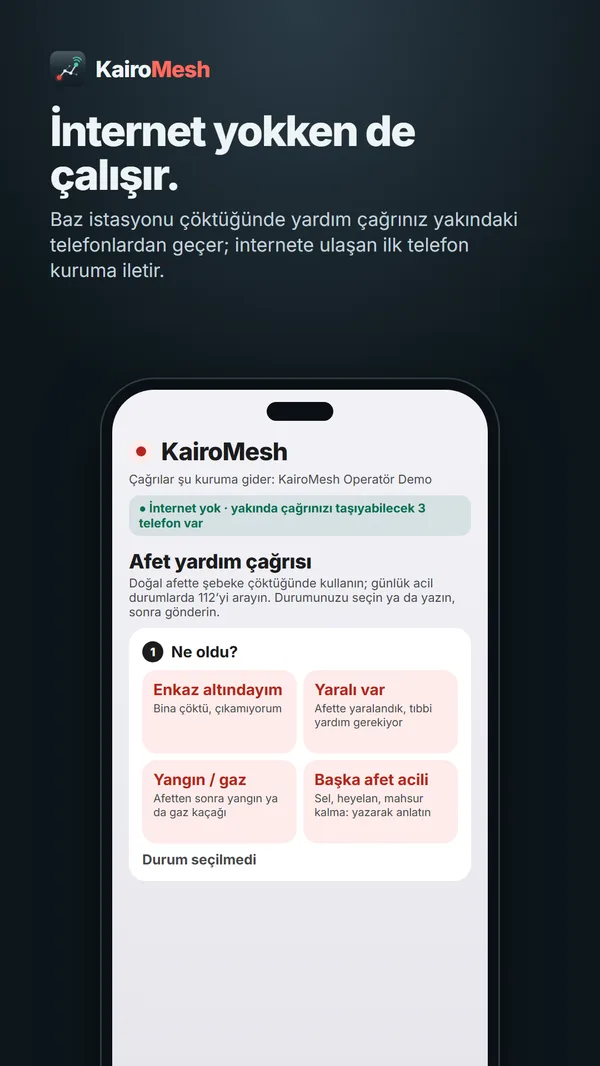 KairoMesh
İnternet yokken de
çalışır.
Baz istasyonu çöktüğünde yardım çağrınız yakındaki
telefonlardan geçer; internete ulaşan ilk telefon
kuruma iletir.
KairoMesh
Çağrılar şu kuruma gider: KairoMesh Operatör Demo
● İnternet yok · yakında çağrınızı taşıyabilecek 3
telefon var
Afet yardım çağrısı
Doğal afette şebeke çöktüğünde kullanın; günlük acil
durumlarda 112’yi arayın. Durumunuzu seçin ya da yazın,
sonra gönderin.
1 Ne oldu?
Enkaz altındayım
Bina çöktü, çıkamıyorum
Yaralı var
Afette yaralandık, tıbbi
yardım gerekiyor
Yangın / gaz
Afetten sonra yangın ya
da gaz kaçağı
Başka afet acili
Sel, heyelan, mahsur
kalma: yazarak anlatın
Durum seçilmedi